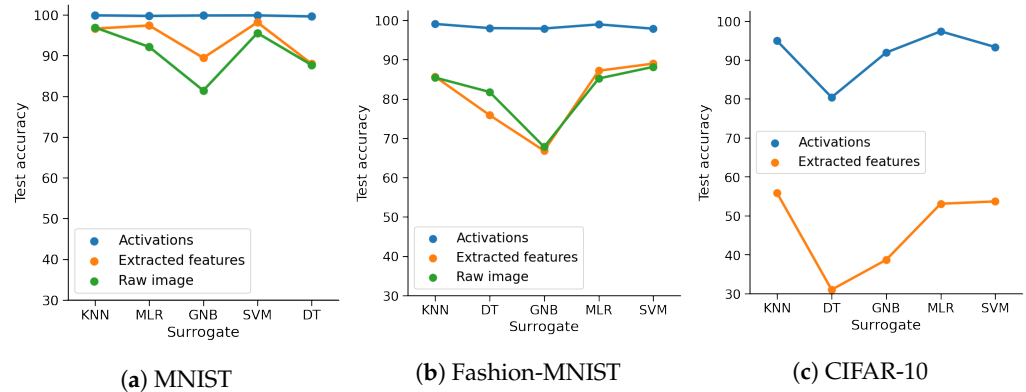 100
90
80
70
60
50
40
30
Test accuracy
Activations
Extracted features
Raw image
KNN MLR GNB SVM DT
Surrogate
(a) MNIST
100
90
80
70
60
50
40
30
Test accuracy
Activations
Extracted features
Raw image
KNN DT GNB MLR SVM
Surrogate
(b) Fashion-MNIST
100
90
80
70
60
50
40
30
Test accuracy
Activations
Extracted features
KNN DT GNB MLR SVM
Surrogate
(c) CIFAR-10